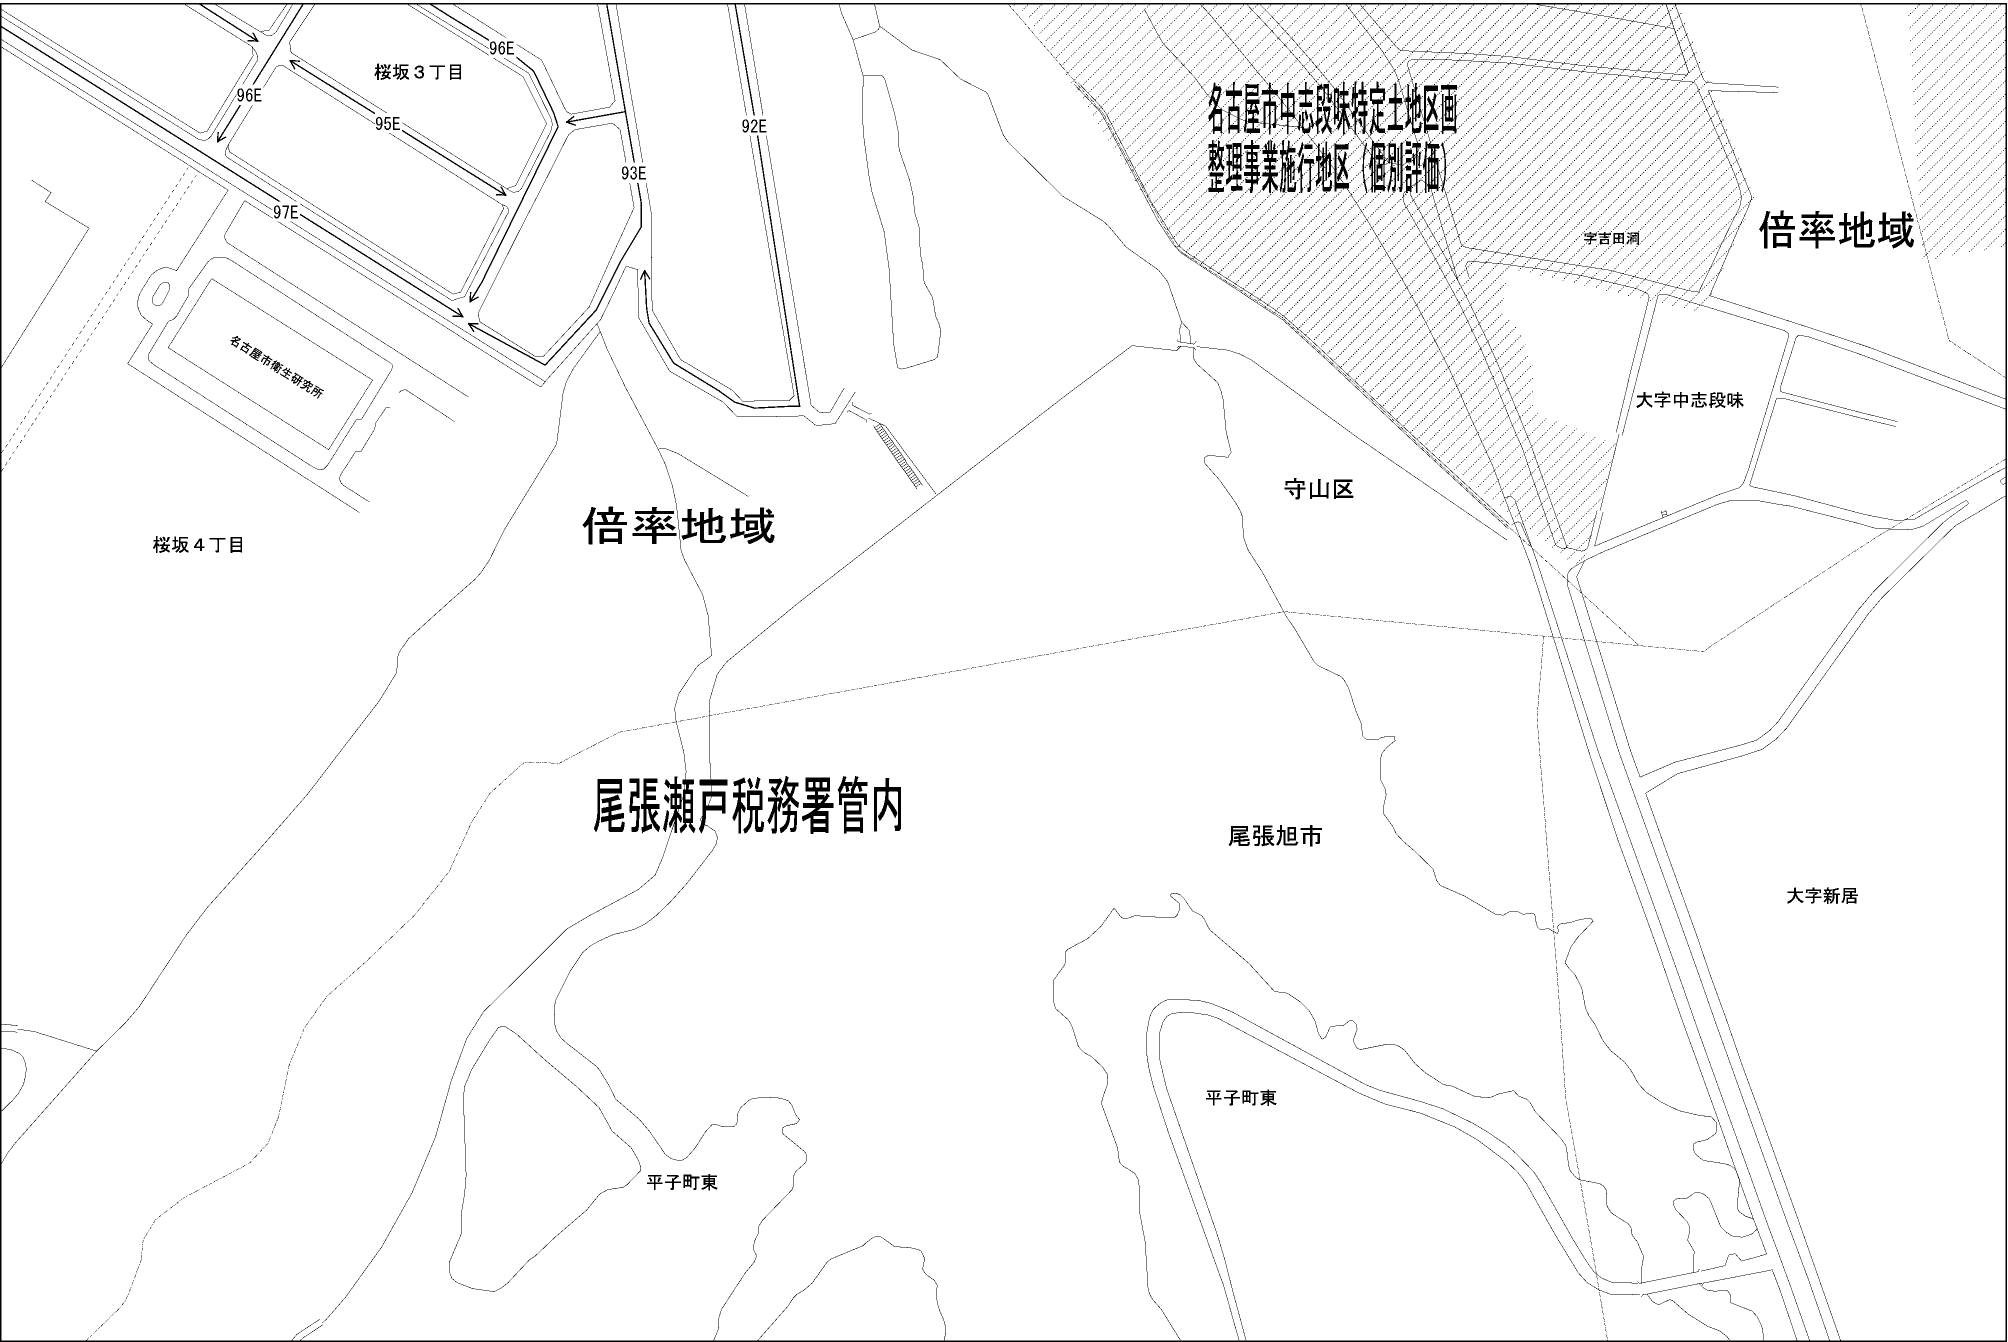 96E
桜坂３丁目
96E
95E
92E
93E
97E
名古屋市中志段味特定土地区画
整理事業施行地区（個別評価）
字吉田洞
倍率地域
名古屋市衛生研究所
大字中志段味
守山区
倍率地域
桜坂４丁目
尾張瀬戸税務署管内
尾張旭市
大字新居
平子町東
平子町東